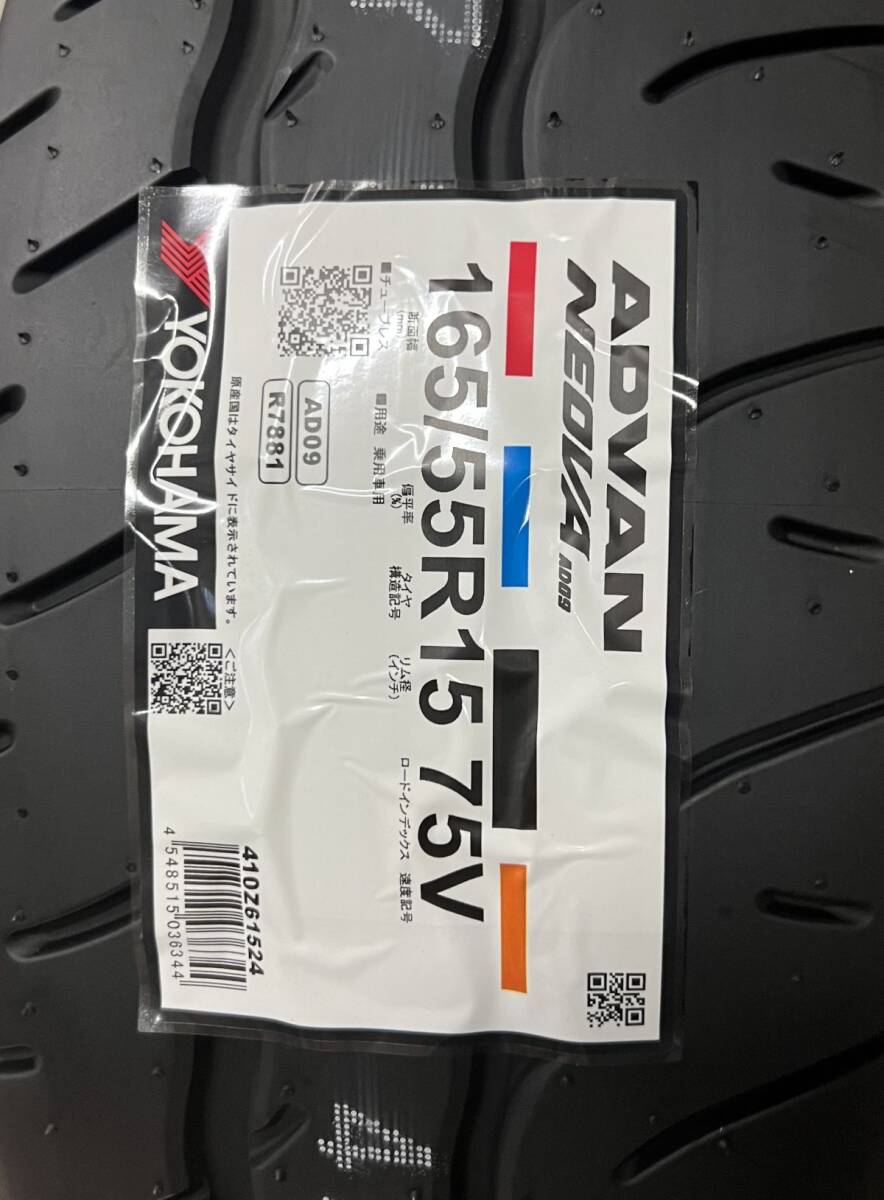 ADVAN
NEOVA AD09
165/55R15 75V
断面幅
(mm)
偏平率
(%)
タイヤ
構造記号
リム径
(インチ)
ロードインデックス 速度記号
■チューブレス ■用途 乗用車用
AD09
R7881
原産国はタイヤサイドに表示されています。
<ご注意>
410Z61524
4 548515 036344
YOKOHAMA